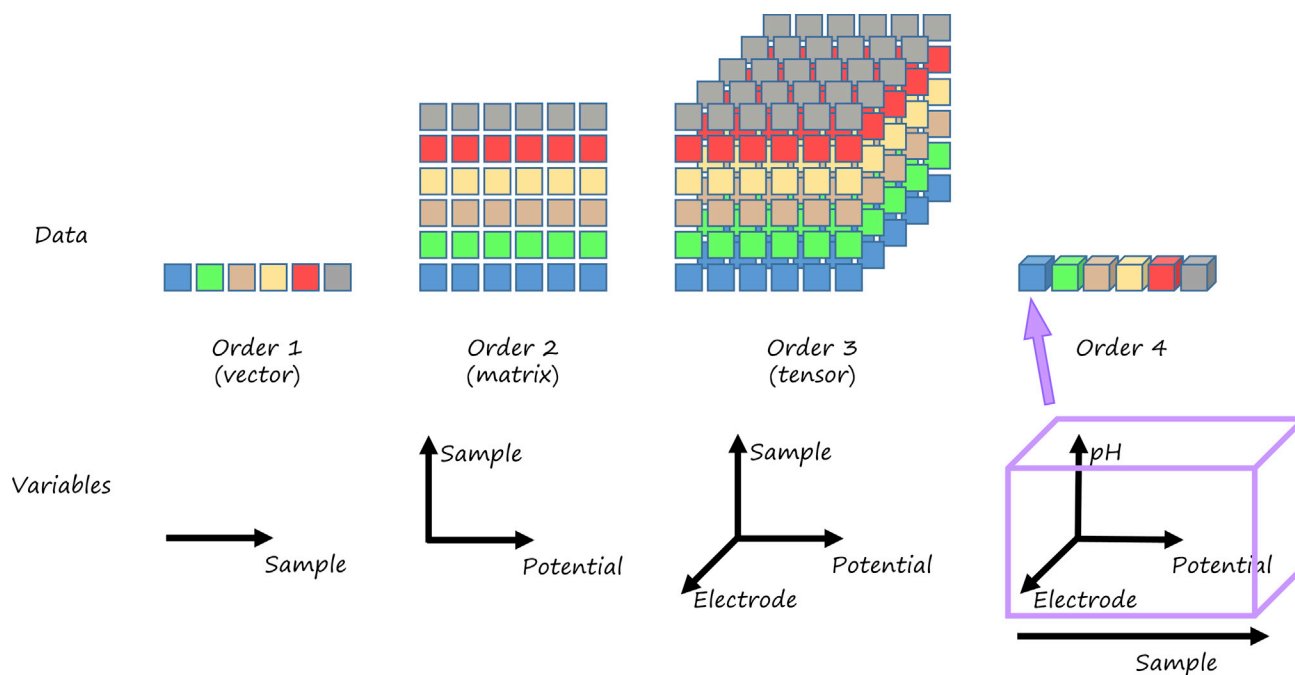 Data
Order 1
(vector)
Order 2
(matrix)
Order 3
(tensor)
Order 4
Variables
Sample
Sample
Potential
Sample
Potential
Electrode
pH
Potential
Electrode
Sample